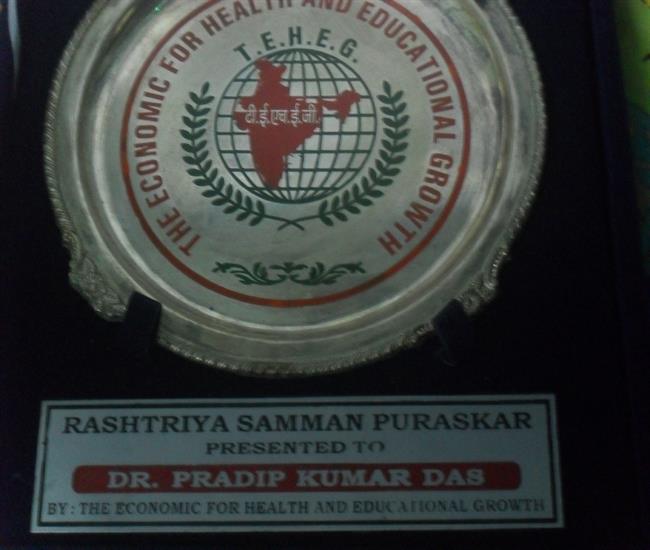 THE ECONOMIC FOR HEALTH AND EDUCATIONAL GROWTH
T.E.H.E.G.
टी.ई.एच.ई.जी.
RASHTRIYA SAMMAN PURASKAR
PRESENTED TO
DR. PRADIP KUMAR DAS
BY : THE ECONOMIC FOR HEALTH AND EDUCATIONAL GROWTH